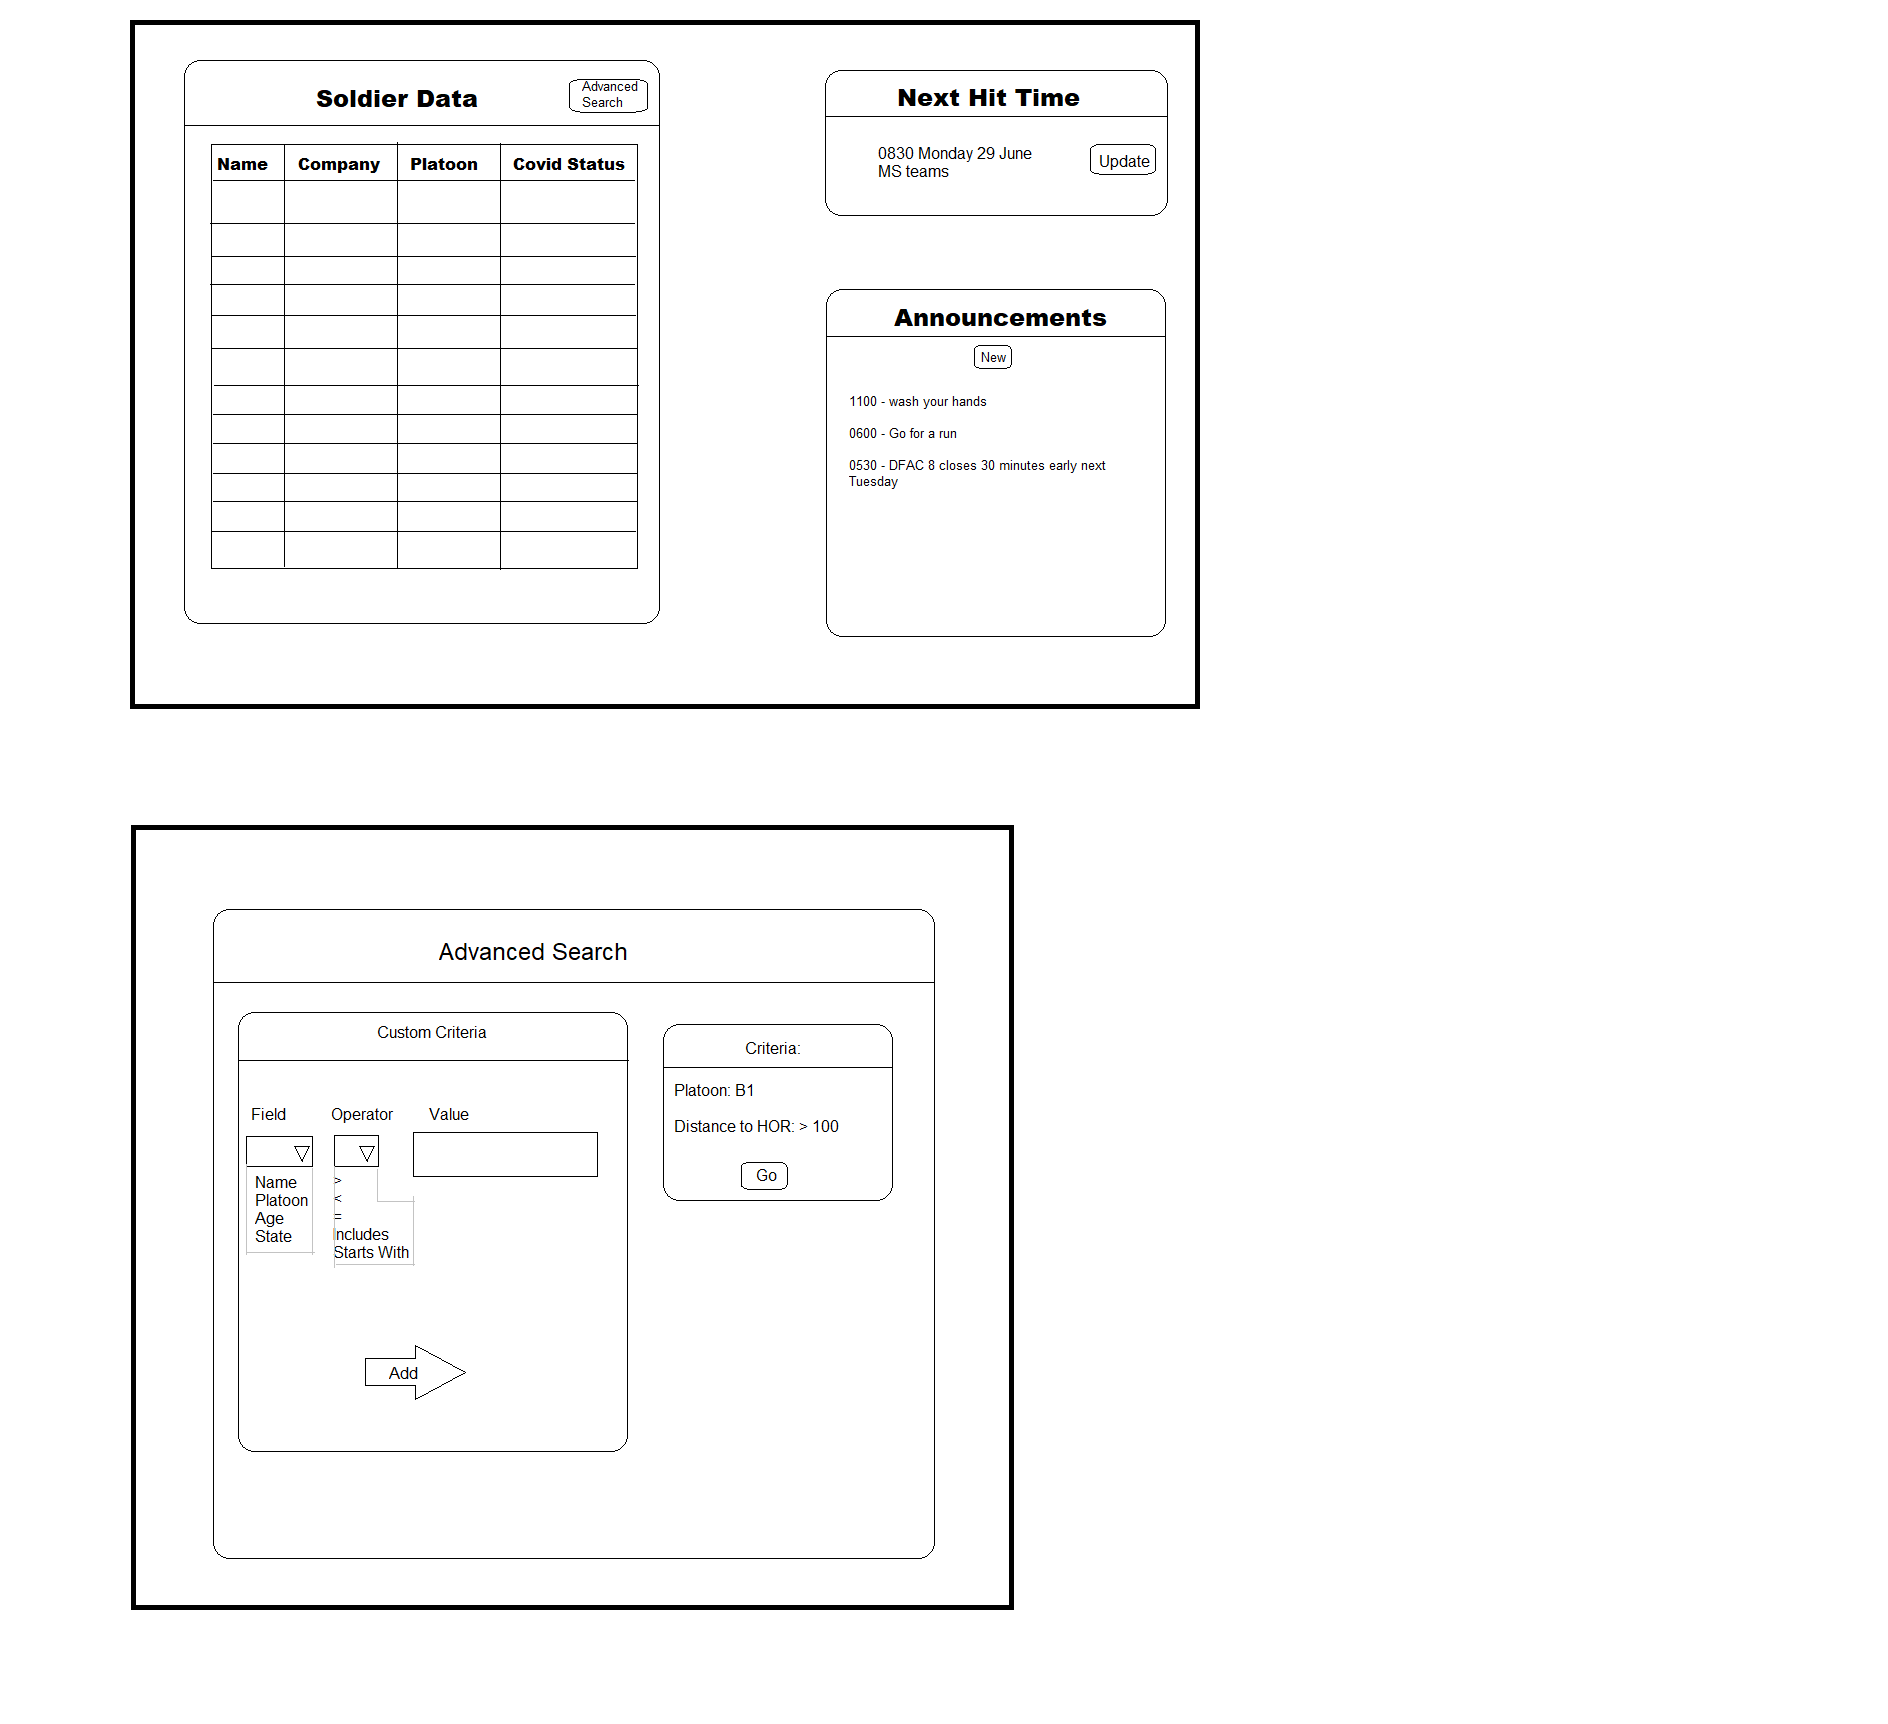 Soldier Data
Advanced
Search
Name Company Platoon Covid Status
Next Hit Time
0830 Monday 29 June
MS teams
Update
Announcements
New
1100 - wash your hands
0600 - Go for a run
0530 - DFAC 8 closes 30 minutes early next
Tuesday
Advanced Search
Custom Criteria
Field Operator Value
Name
Platoon
Age
State
>
<
=
Includes
Starts With
Add
Criteria:
Platoon: B1
Distance to HOR: > 100
Go